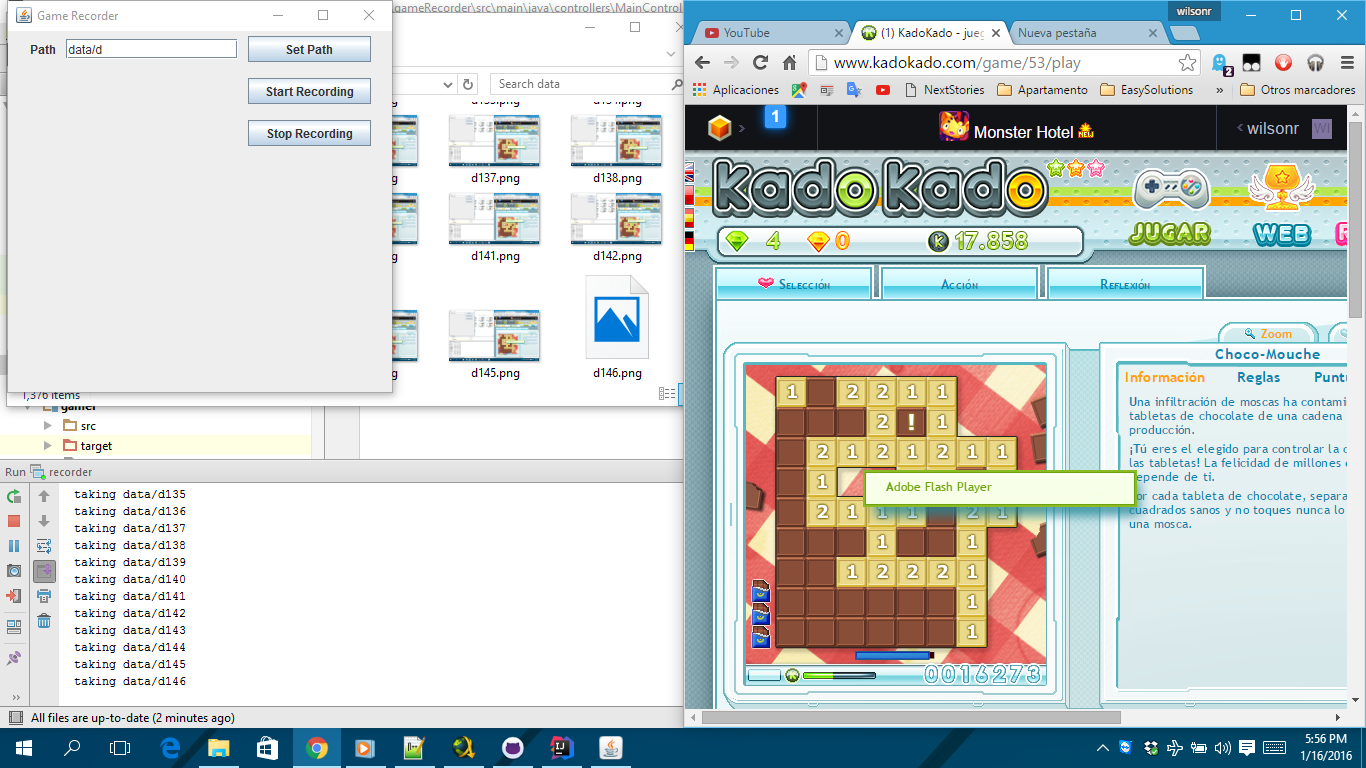 Game Recorder
Path data/d Set Path
Start Recording
Stop Recording
.gameRecorder\src\main\java\controllers\MainControl
Search data
d137.png d138.png
d141.png d142.png
d145.png d146.png
1,376 items
gamer
src
target
Run recorder
taking data/d135
taking data/d136
taking data/d137
taking data/d138
taking data/d139
taking data/d140
taking data/d141
taking data/d142
taking data/d143
taking data/d144
taking data/d145
taking data/d146
All files are up-to-date (2 minutes ago)
wilsonr
YouTube
(1) KadoKado - jueg
Nueva pestaña
www.kadokado.com/game/53/play
2
Aplicaciones
NextStories
Apartamento
EasySolutions
»
Otros marcadores
1
Monster Hotel NEW
wilsonr WI
kadokado
4 0 K 17.858
JUGAR WEB
Selección Acción Reflexión
Zoom
Choco-Mouche
Información Reglas Puntu
Una infiltración de moscas ha contami
tabletas de chocolate de una cadena
producción.
¡Tú eres el elegido para controlar la c
las tabletas! La felicidad de millones
depende de ti.
Por cada tableta de chocolate, separa
cuadrados sanos y no toques nunca lo
una mosca.
1 2 2 1 1
2 ! 1
2 1 2 1 2 1 1
1
Adobe Flash Player
2 1 1 1 2 1
1 1
1 2 2 2 1
1
1
0016273
5:56 PM
1/16/2016